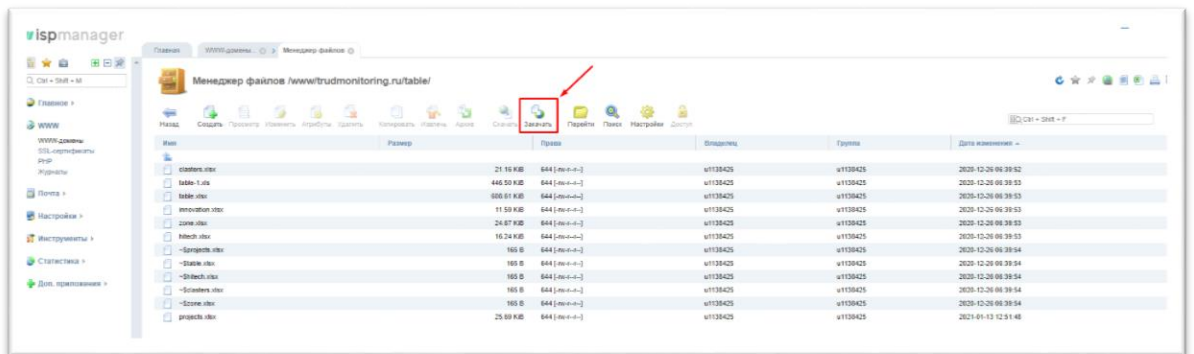 ispmanager
Главная
WWW-домены...
Менеджер файлов
Ctrl + Shift + M
Менеджер файлов /www/trudmonitoring.ru/table/
Главное
WWW
WWW-домены
SSL-сертификаты
PHP
Журналы
Почта
Настройки
Инструменты
Статистика
Доп. приложения
Назад Создать Просмотр Изменить Атрибуты Удалить Копировать Извлечь Архив Скачать Закачать Перейти Поиск Настройки Доступ
Ctrl + Shift + F
Имя Размер Права Владелец Группа Дата изменения
clasters.xlsx 21.16 KiB 644 [-rw-r--r--] u1138425 u1138425 2020-12-26 06:39:52
table-1.xls 446.50 KiB 644 [-rw-r--r--] u1138425 u1138425 2020-12-26 06:39:53
table.xlsx 608.61 KiB 644 [-rw-r--r--] u1138425 u1138425 2020-12-26 06:39:53
innovation.xlsx 11.59 KiB 644 [-rw-r--r--] u1138425 u1138425 2020-12-26 06:39:53
zone.xlsx 24.67 KiB 644 [-rw-r--r--] u1138425 u1138425 2020-12-26 06:39:53
hitech.xlsx 16.24 KiB 644 [-rw-r--r--] u1138425 u1138425 2020-12-26 06:39:53
~$projects.xlsx 165 B 644 [-rw-r--r--] u1138425 u1138425 2020-12-26 06:39:54
~$table.xlsx 165 B 644 [-rw-r--r--] u1138425 u1138425 2020-12-26 06:39:54
~$hitech.xlsx 165 B 644 [-rw-r--r--] u1138425 u1138425 2020-12-26 06:39:54
~$clasters.xlsx 165 B 644 [-rw-r--r--] u1138425 u1138425 2020-12-26 06:39:54
~$zone.xlsx 165 B 644 [-rw-r--r--] u1138425 u1138425 2020-12-26 06:39:54
projects.xlsx 25.69 KiB 644 [-rw-r--r--] u1138425 u1138425 2021-01-13 12:51:48